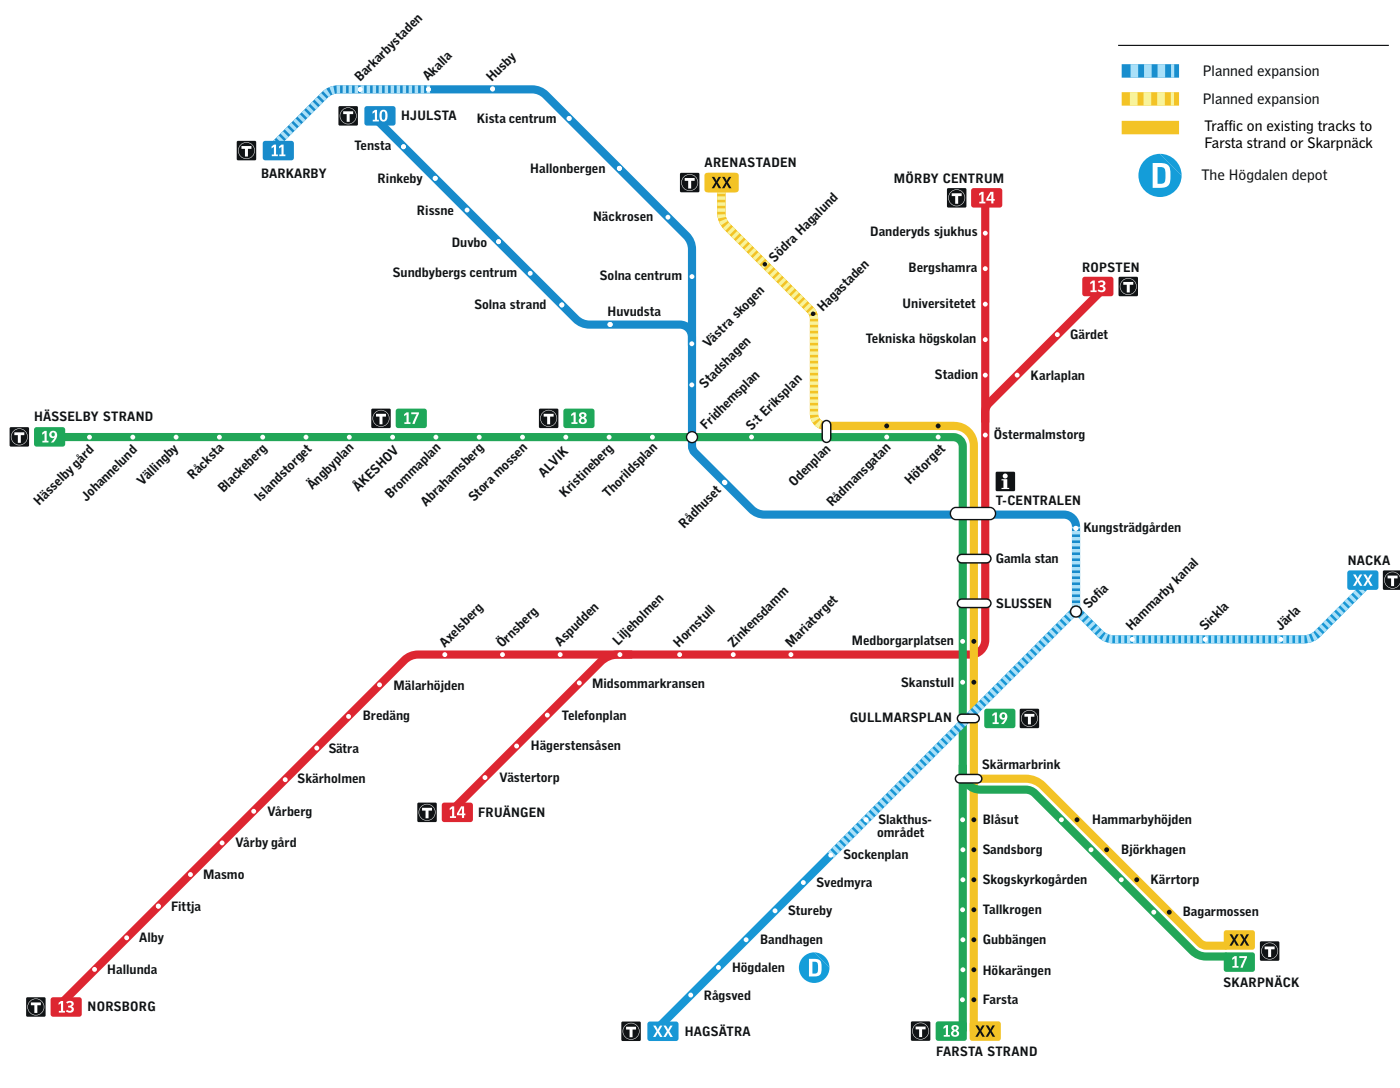 Barkarbystaden
Akalla
Husby
Planned expansion
Planned expansion
Traffic on existing tracks to
Farsta strand or Skarpnäck
D
The Högdalen depot
T
10
HJULSTA
Kista centrum
T
11
BARKARBY
Tensta
Rinkeby
Rissne
Duvbo
Sundbybergs centrum
Solna strand
Huvudsta
Hallonbergen
Näckrosen
Solna centrum
Västra skogen
Stadshagen
Fridhemsplan
S:t Eriksplan
ARENASTADEN
T
XX
Södra Hagalund
Hagastaden
MÖRBY CENTRUM
T
14
Danderyds sjukhus
Bergshamra
Universitetet
Tekniska högskolan
Stadion
ROPSTEN
13
T
Gärdet
Karlaplan
Östermalmstorg
HÄSSELBY STRAND
T
19
T
17
T
18
Hässelby gård
Johannelund
Vällingby
Råcksta
Blackeberg
Islandstorget
Ängbyplan
ÅKESHOV
Brommaplan
Abrahamsberg
Stora mossen
ALVIK
Kristineberg
Thorildsplan
Rådhuset
Odenplan
Rådmansgatan
Hötorget
i
T-CENTRALEN
Kungsträdgården
Gamla stan
SLUSSEN
Sofia
Hammarby kanal
Sickla
Järla
NACKA
XX
T
Axelsberg
Örnsberg
Aspudden
Liljeholmen
Hornstull
Zinkensdamm
Mariatorget
Medborgarplatsen
Skanstull
GULLMARSPLAN
19
T
Skärmarbrink
Mälarhöjden
Bredäng
Sätra
Skärholmen
Vårberg
Vårby gård
Masmo
Fittja
Alby
Hallunda
T
13
NORSBORG
Midsommarkransen
Telefonplan
Hägerstensåsen
Västertorp
T
14
FRUÄNGEN
Slakthus-
området
Sockenplan
Svedmyra
Stureby
Bandhagen
Högdalen
D
Rågsved
T
XX
HAGSÄTRA
Blåsut
Sandsborg
Skogskyrkogården
Tallkrogen
Gubbängen
Hökarängen
Farsta
T
18
XX
FARSTA STRAND
Hammarbyhöjden
Björkhagen
Kärrtorp
Bagarmossen
XX
17
T
SKARPNÄCK